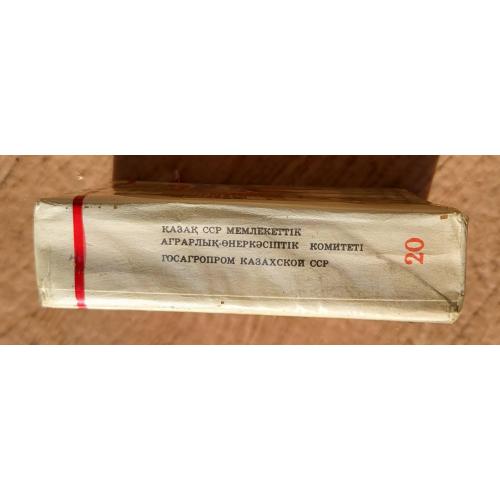 ҚАЗАҚ ССР МЕМЛЕКЕТТІК
АГРАРЛЫҚ-ӨНЕРКӘСІПТІК КОМИТЕТІ
ГОСАГРОПРОМ КАЗАХСКОЙ ССР
20